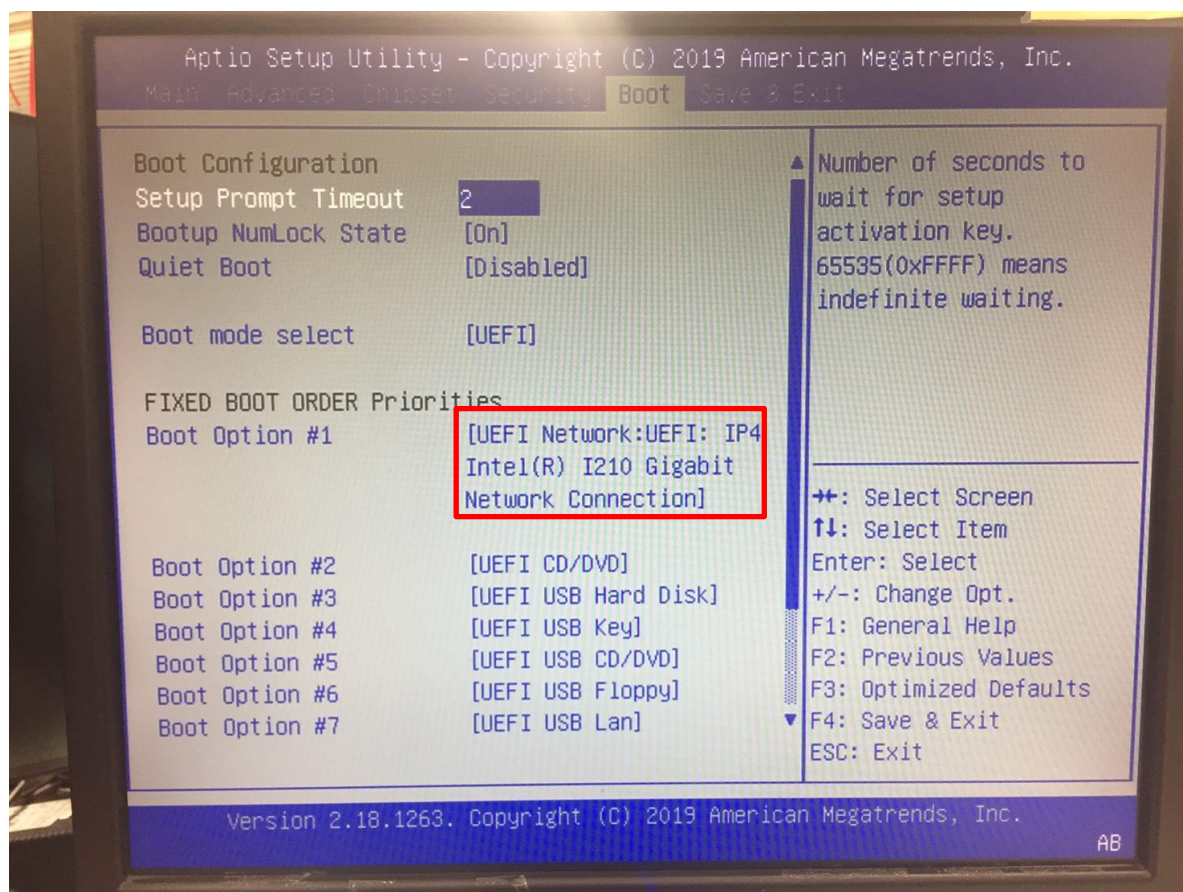 Aptio Setup Utility – Copyright (C) 2019 American Megatrends, Inc.
Main Advanced Chipset Security Boot Save & Exit
Boot Configuration
Setup Prompt Timeout 2
Bootup NumLock State [On]
Quiet Boot [Disabled]
Boot mode select [UEFI]
FIXED BOOT ORDER Priorities
Boot Option #1 [UEFI Network:UEFI: IP4
Intel(R) I210 Gigabit
Network Connection]
Boot Option #2 [UEFI CD/DVD]
Boot Option #3 [UEFI USB Hard Disk]
Boot Option #4 [UEFI USB Key]
Boot Option #5 [UEFI USB CD/DVD]
Boot Option #6 [UEFI USB Floppy]
Boot Option #7 [UEFI USB Lan]
Number of seconds to
wait for setup
activation key.
65535(0xFFFF) means
indefinite waiting.
→←: Select Screen
↑↓: Select Item
Enter: Select
+/-: Change Opt.
F1: General Help
F2: Previous Values
F3: Optimized Defaults
F4: Save & Exit
ESC: Exit
Version 2.18.1263. Copyright (C) 2019 American Megatrends, Inc.
AB